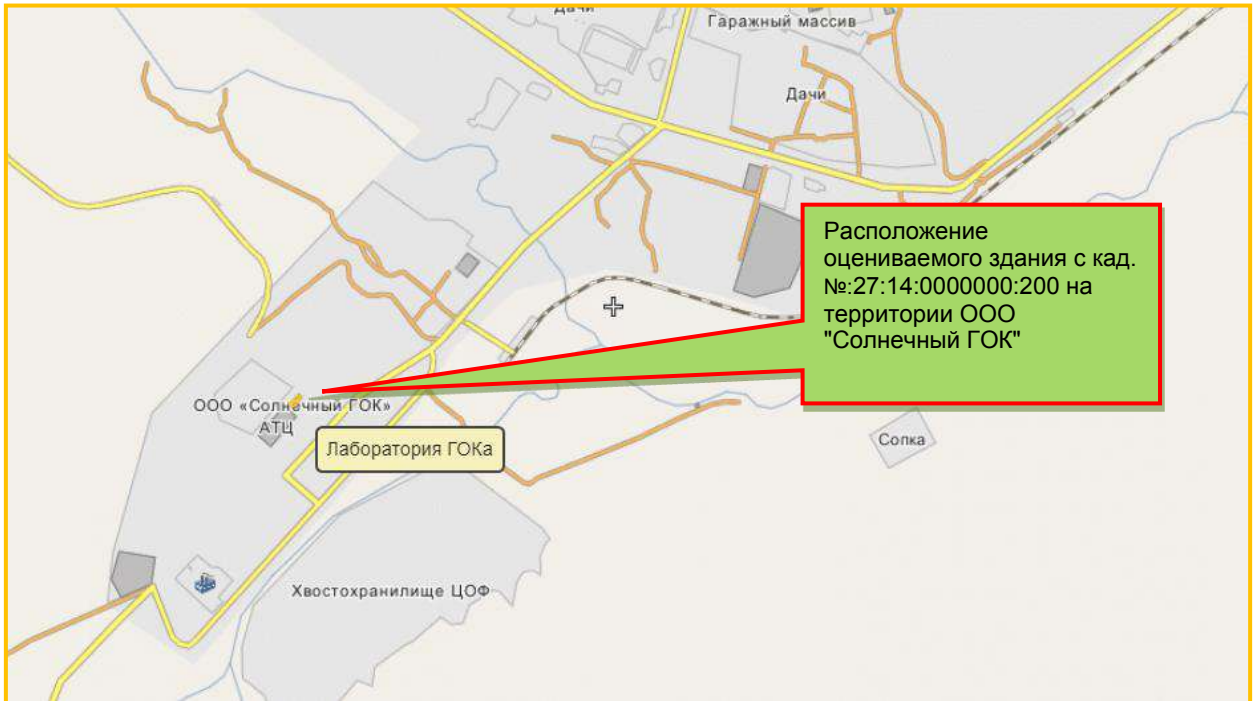 Дачи
Гаражный массив
Дачи
Расположение
оцениваемого здания с кад.
№:27:14:0000000:200 на
территории ООО
"Солнечный ГОК"
ООО «Солнечный ГОК»
АТЦ
Лаборатория ГОКа
Сопка
Хвостохранилище ЦОФ